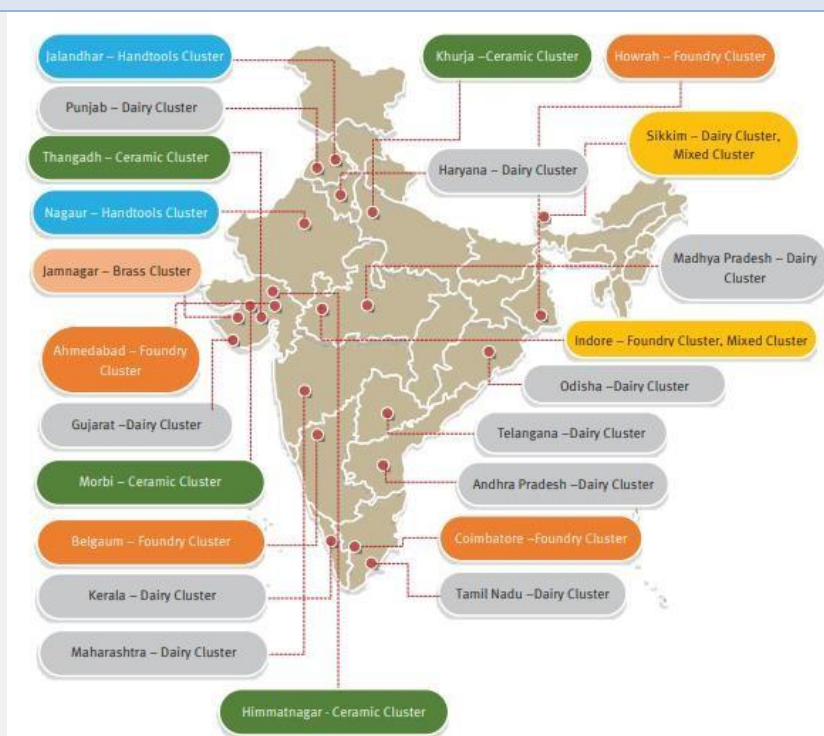 Jalandhar – Handtools Cluster
Khurja –Ceramic Cluster
Howrah – Foundry Cluster
Punjab – Dairy Cluster
Sikkim – Dairy Cluster,
Mixed Cluster
Thangadh – Ceramic Cluster
Haryana – Dairy Cluster
Nagaur – Handtools Cluster
Madhya Pradesh – Dairy
Cluster
Jamnagar – Brass Cluster
Ahmedabad – Foundry
Cluster
Indore – Foundry Cluster, Mixed Cluster
Odisha –Dairy Cluster
Gujarat –Dairy Cluster
Telangana –Dairy Cluster
Morbi – Ceramic Cluster
Andhra Pradesh –Dairy Cluster
Belgaum – Foundry Cluster
Coimbatore –Foundry Cluster
Kerala – Dairy Cluster
Tamil Nadu –Dairy Cluster
Maharashtra – Dairy Cluster
Himmatnagar - Ceramic Cluster